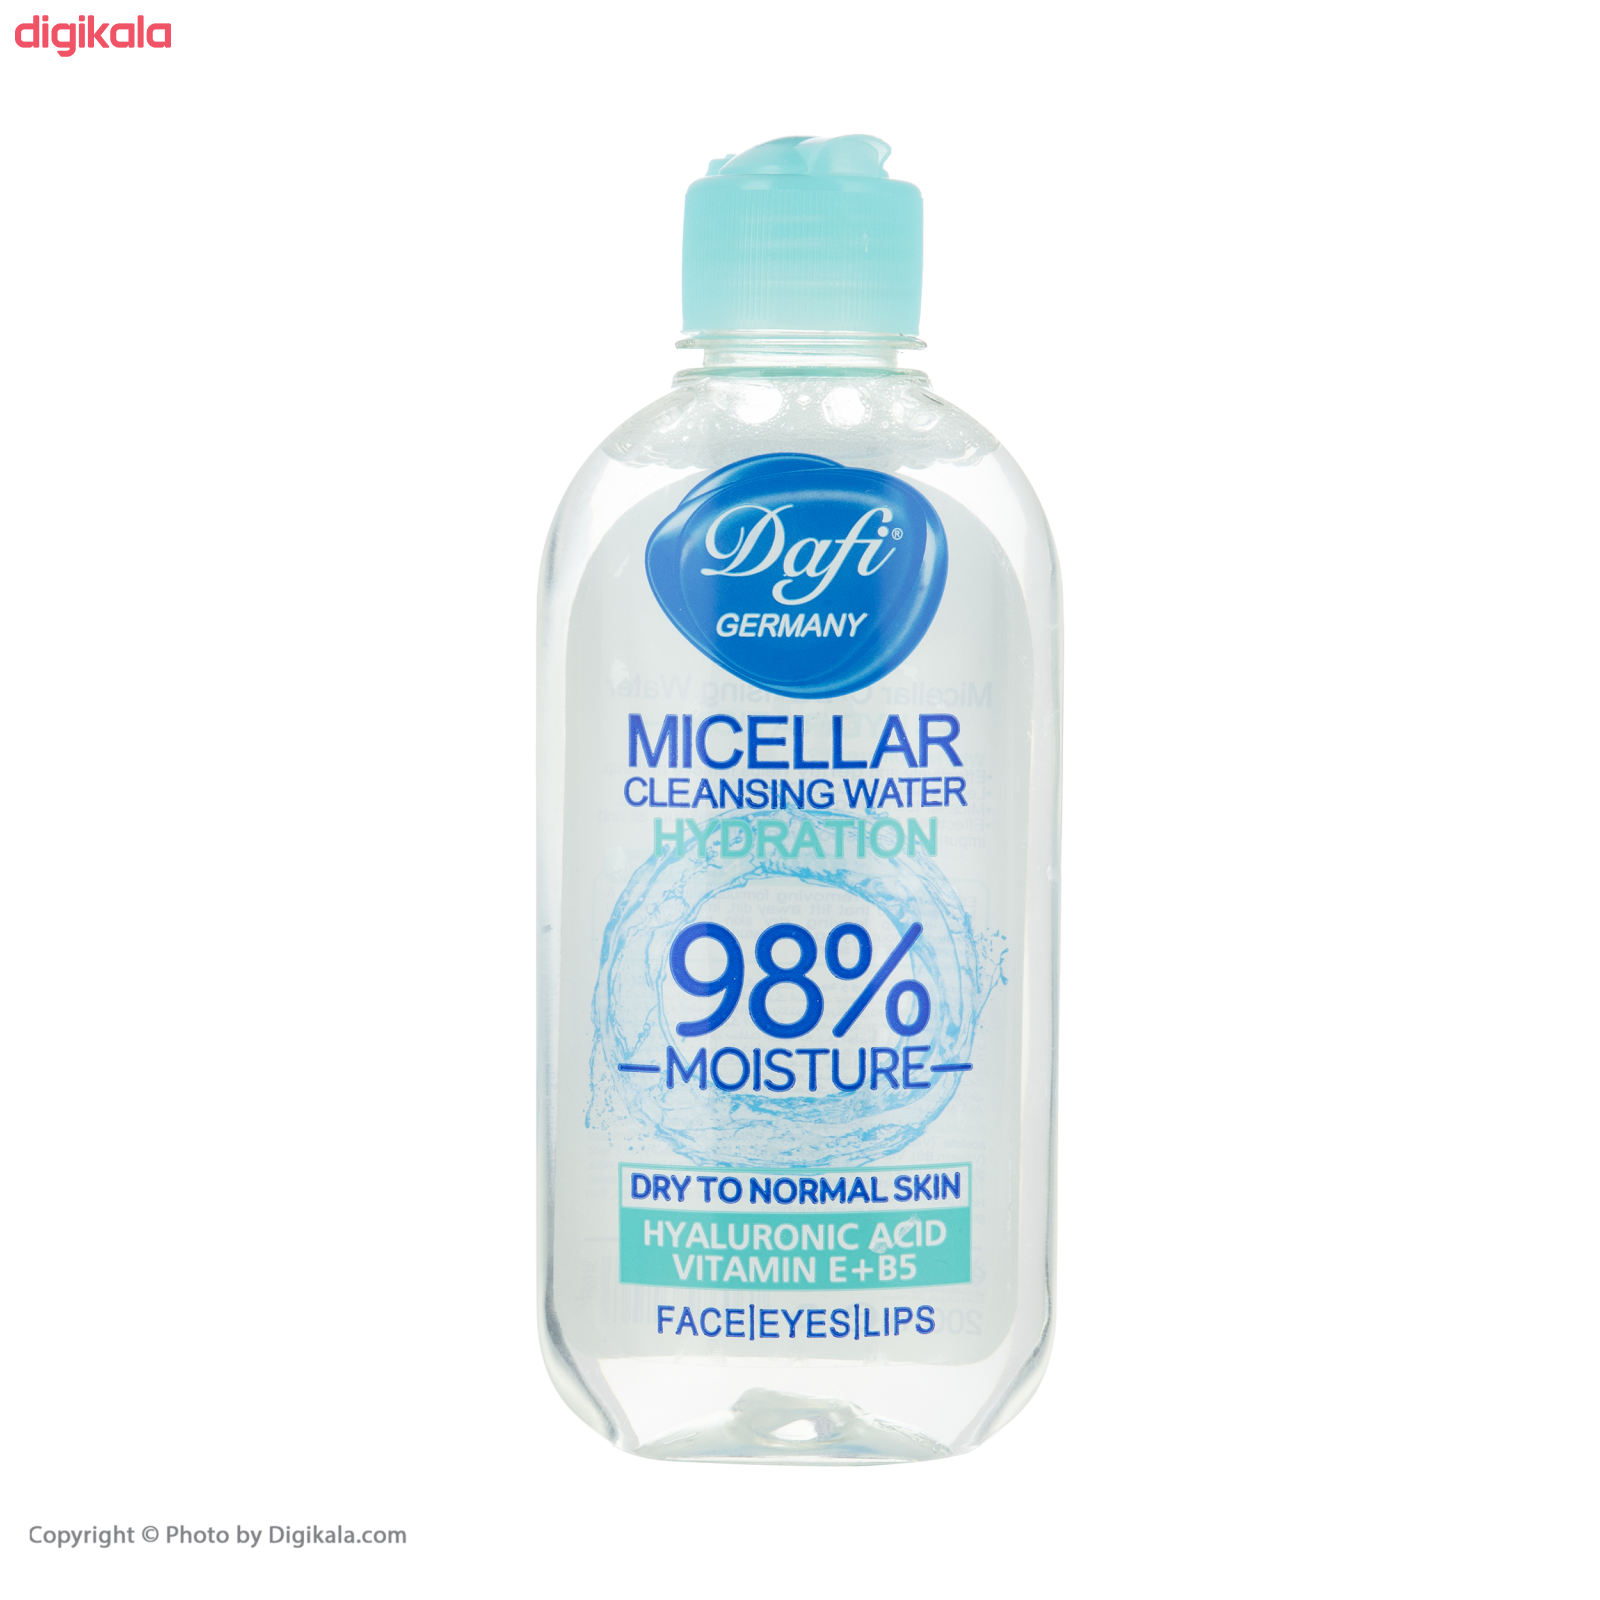 digikala
Dafi®
GERMANY
MICELLAR
CLEANSING WATER
HYDRATION
98%
MOISTURE
DRY TO NORMAL SKIN
HYALURONIC ACID
VITAMIN E+B5
FACE|EYES|LIPS
Copyright © Photo by Digikala.com